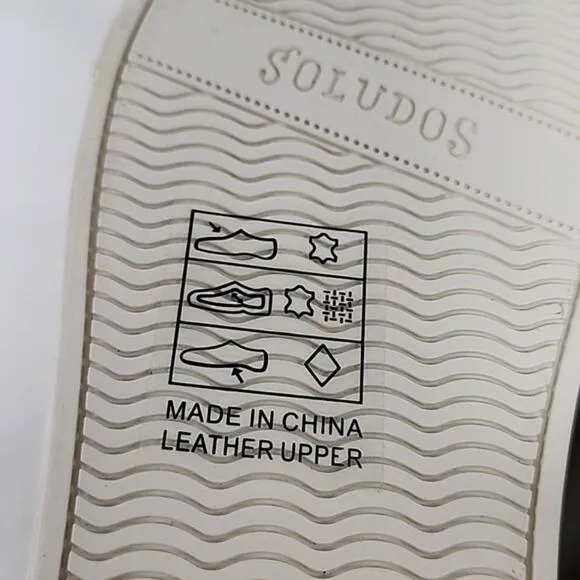 SOLUDOS
MADE IN CHINA
LEATHER UPPER